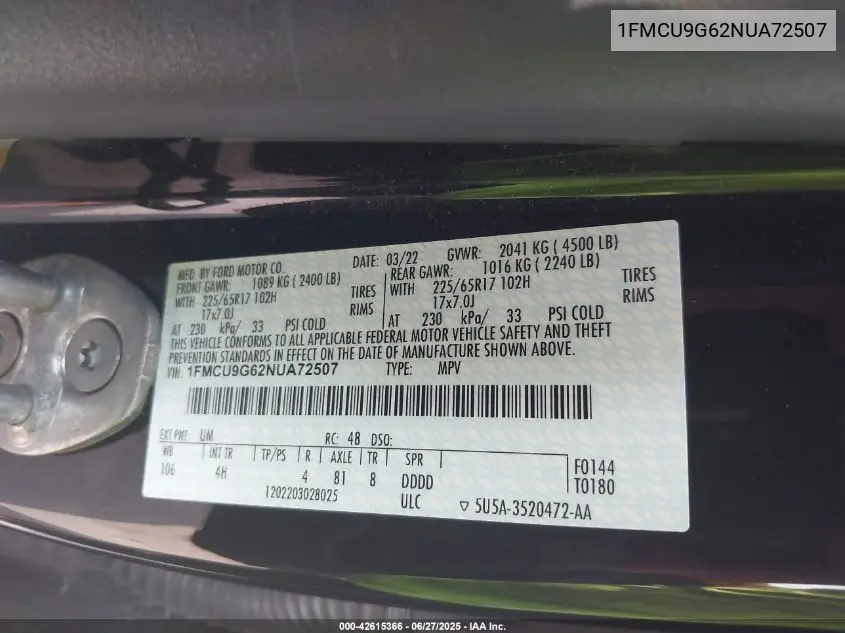 1FMCU9G62NUA72507
MFD. BY FORD MOTOR CO. DATE: 03/22 GVWR: 2041 KG ( 4500 LB)
FRONT GAWR: 1089 KG ( 2400 LB) REAR GAWR: 1016 KG ( 2240 LB)
WITH 225/65R17 102H TIRES WITH 225/65R17 102H TIRES
17x7.0J RIMS 17x7.0J RIMS
AT 230 kPa/ 33 PSI COLD AT 230 kPa/ 33 PSI COLD
THIS VEHICLE CONFORMS TO ALL APPLICABLE FEDERAL MOTOR VEHICLE SAFETY AND THEFT
PREVENTION STANDARDS IN EFFECT ON THE DATE OF MANUFACTURE SHOWN ABOVE.
VIN: 1FMCU9G62NUA72507 TYPE: MPV
EXT PNT: UM RC: 48 DSO:
WB INT TR TP/PS R AXLE TR SPR
106 4H 4 81 8 DDDD
F0144
T0180
1202203028025 ULC ▽ 5U5A-3520472-AA
000-42615366 - 06/27/2025 - IAA Inc.